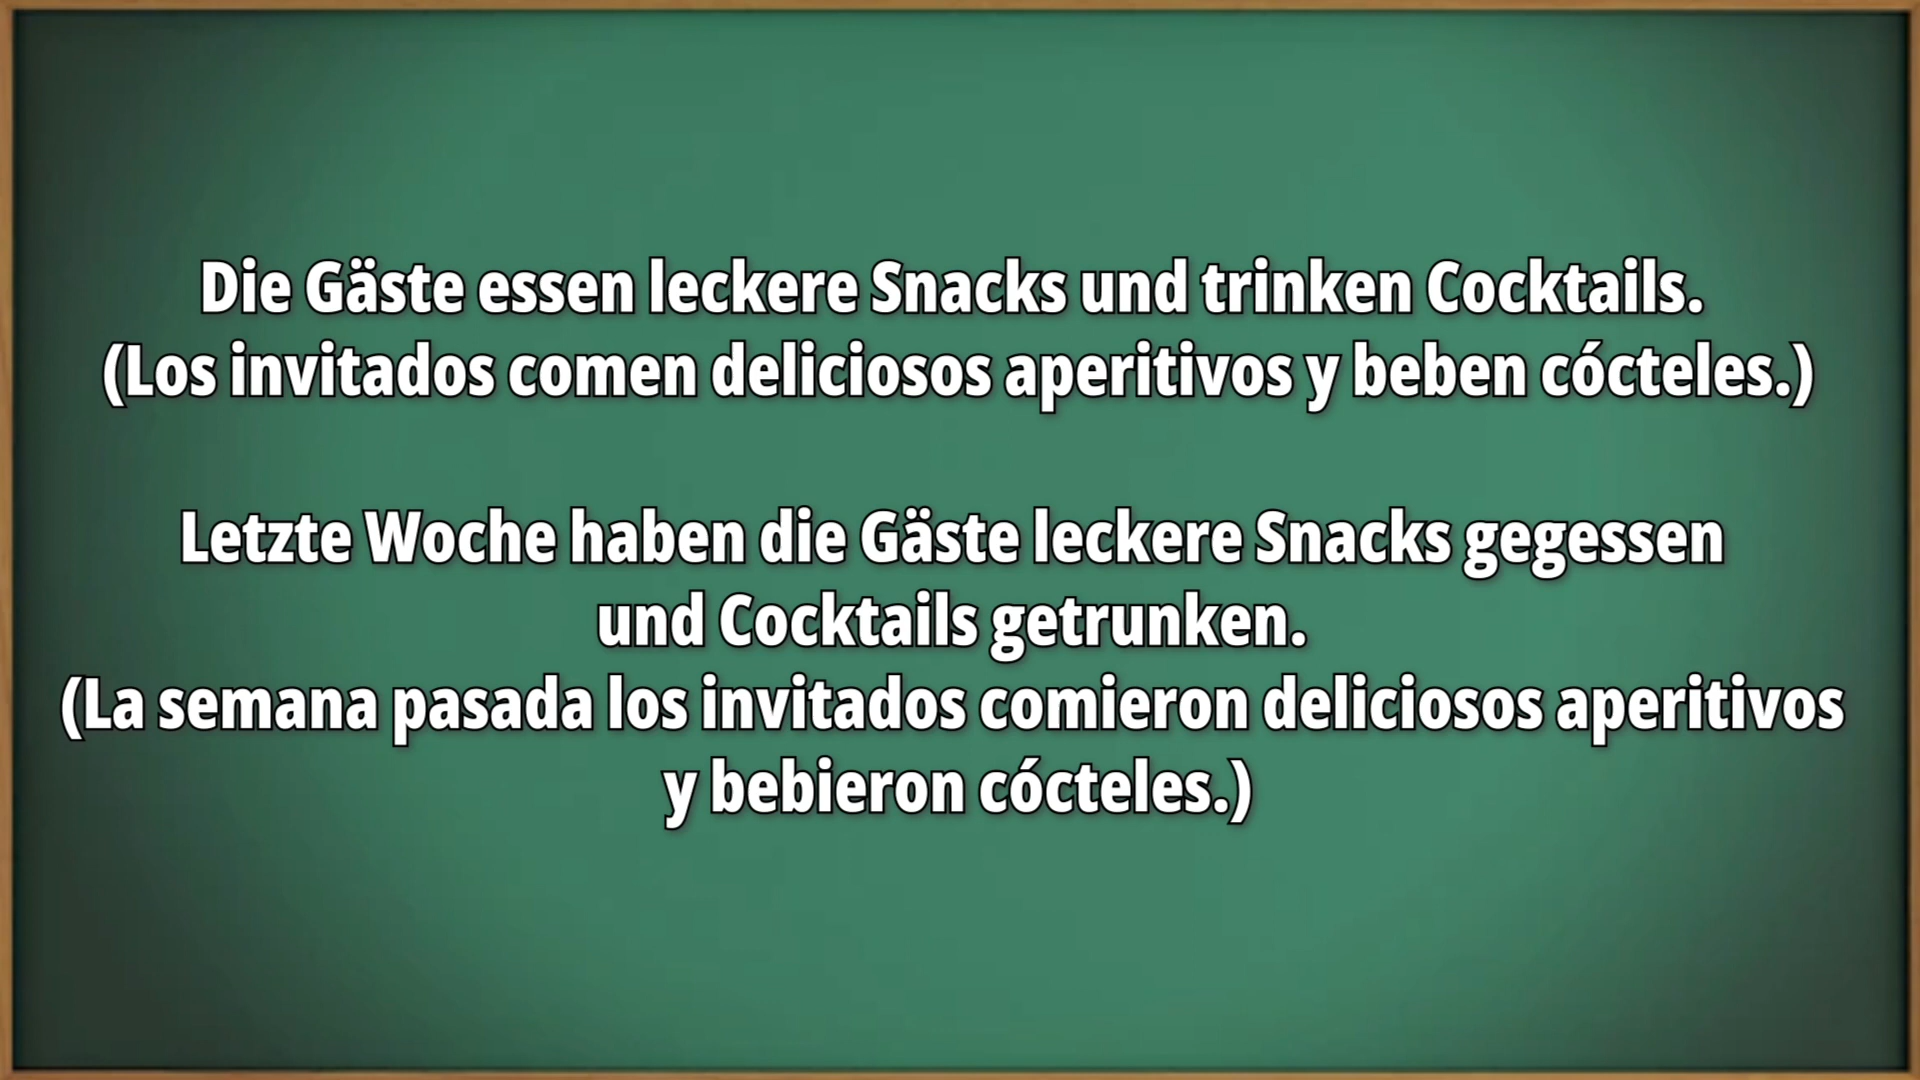 Die Gäste essen leckere Snacks und trinken Cocktails.
(Los invitados comen deliciosos aperitivos y beben cócteles.)
Letzte Woche haben die Gäste leckere Snacks gegessen
und Cocktails getrunken.
(La semana pasada los invitados comieron deliciosos aperitivos
y bebieron cócteles.)